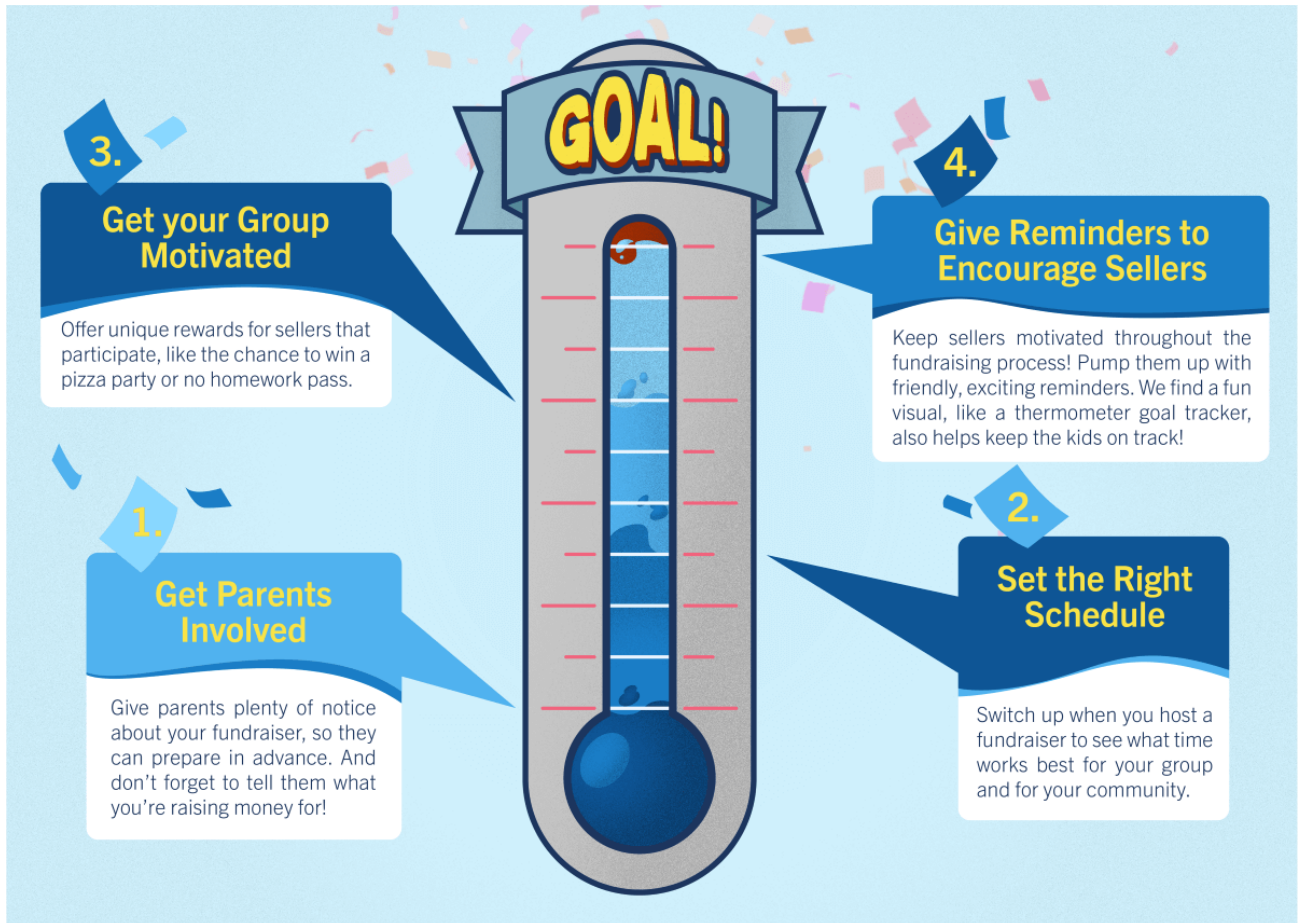 GOAL!
3.
Get your Group
Motivated
Offer unique rewards for sellers that
participate, like the chance to win a
pizza party or no homework pass.
4.
Give Reminders to
Encourage Sellers
Keep sellers motivated throughout the
fundraising process! Pump them up with
friendly, exciting reminders. We find a fun
visual, like a thermometer goal tracker,
also helps keep the kids on track!
1.
Get Parents
Involved
Give parents plenty of notice
about your fundraiser, so they
can prepare in advance. And
don’t forget to tell them what
you’re raising money for!
2.
Set the Right
Schedule
Switch up when you host a
fundraiser to see what time
works best for your group
and for your community.